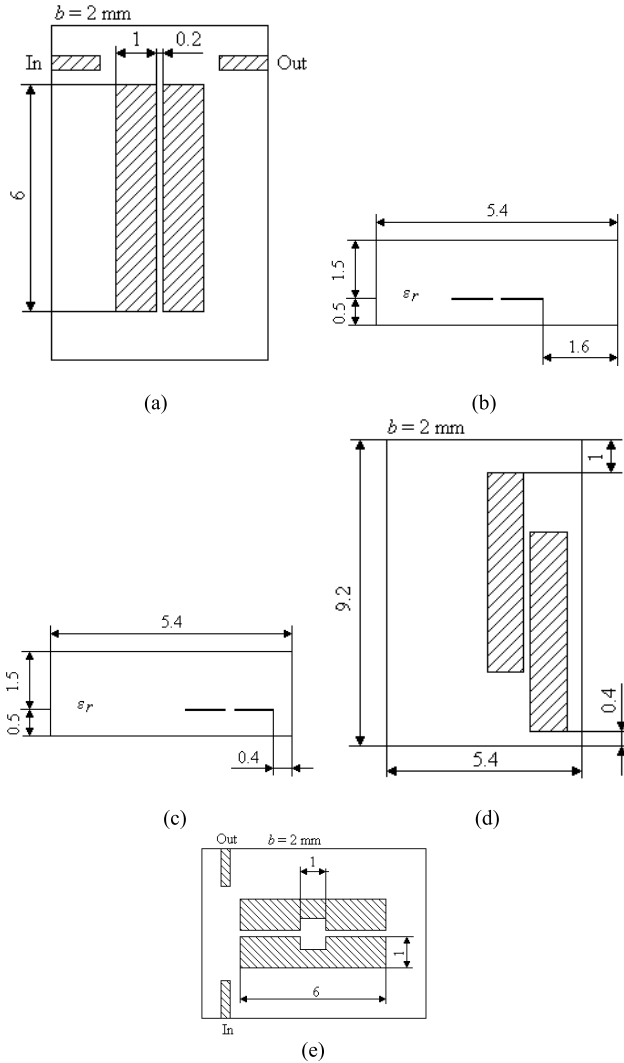 b = 2 mm
1 0.2
In Out
6
(a)
5.4
1.5
εr
0.5
1.6
(b)
5.4
1.5
εr
0.5
0.4
(c)
b = 2 mm
1
9.2
0.4
5.4
(d)
Out b = 2 mm
1
1
6
In
(e)